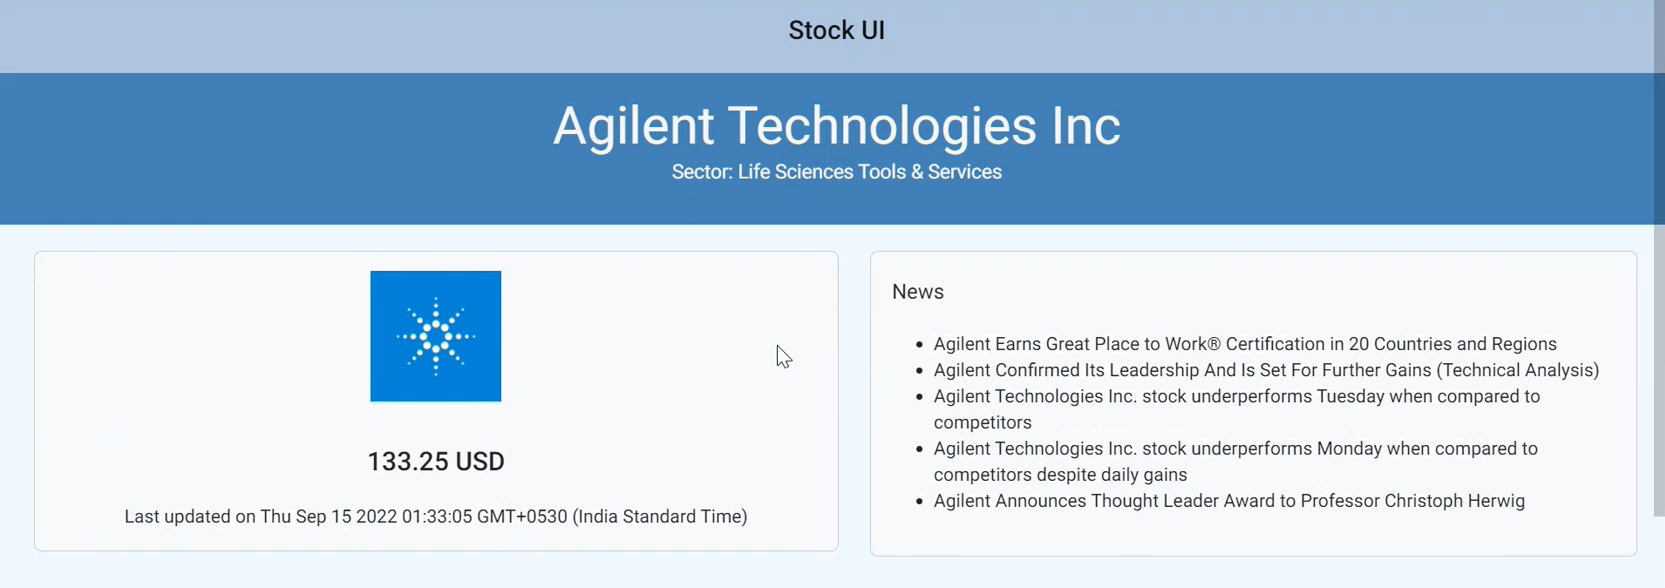 Stock UI
Agilent Technologies Inc
Sector: Life Sciences Tools & Services
133.25 USD
Last updated on Thu Sep 15 2022 01:33:05 GMT+0530 (India Standard Time)
News
Agilent Earns Great Place to Work® Certification in 20 Countries and Regions
Agilent Confirmed Its Leadership And Is Set For Further Gains (Technical Analysis)
Agilent Technologies Inc. stock underperforms Tuesday when compared to
competitors
Agilent Technologies Inc. stock underperforms Monday when compared to
competitors despite daily gains
Agilent Announces Thought Leader Award to Professor Christoph Herwig